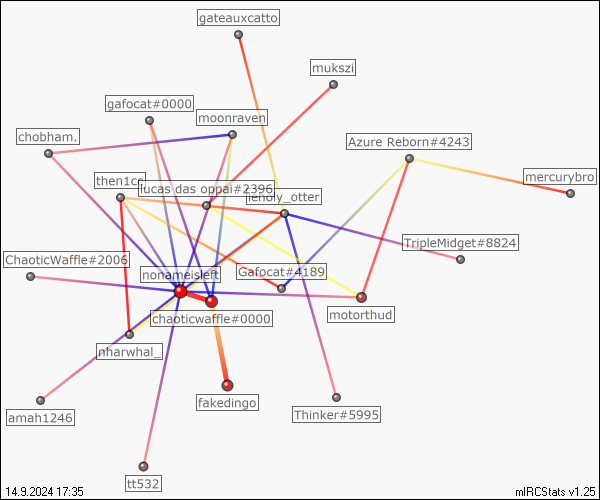 gateauxcatto
mukszi
gafocat#0000
moonraven
chobham.
Azure Reborn#4243
then1cc
mercurybro
lucas das oppai#2396
_otter
TripleMidget#8824
ChaoticWaffle#2006
nonameisleft
Gafocat#4189
chaoticwaffle#0000
motorthud
nharwhal_
fakedingo
amah1246
Thinker#5995
tt532
14.9.2024 17:35
mIRCStats v1.25